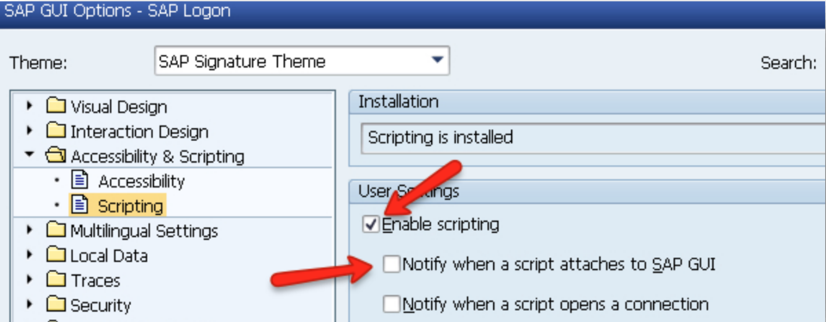 SAP GUI Options - SAP Logon
Theme: SAP Signature Theme Search:
Visual Design
Interaction Design
Accessibility & Scripting
Accessibility
Scripting
Multilingual Settings
Local Data
Traces
Security
Installation
Scripting is installed
User Settings
Enable scripting
Notify when a script attaches to SAP GUI
Notify when a script opens a connection